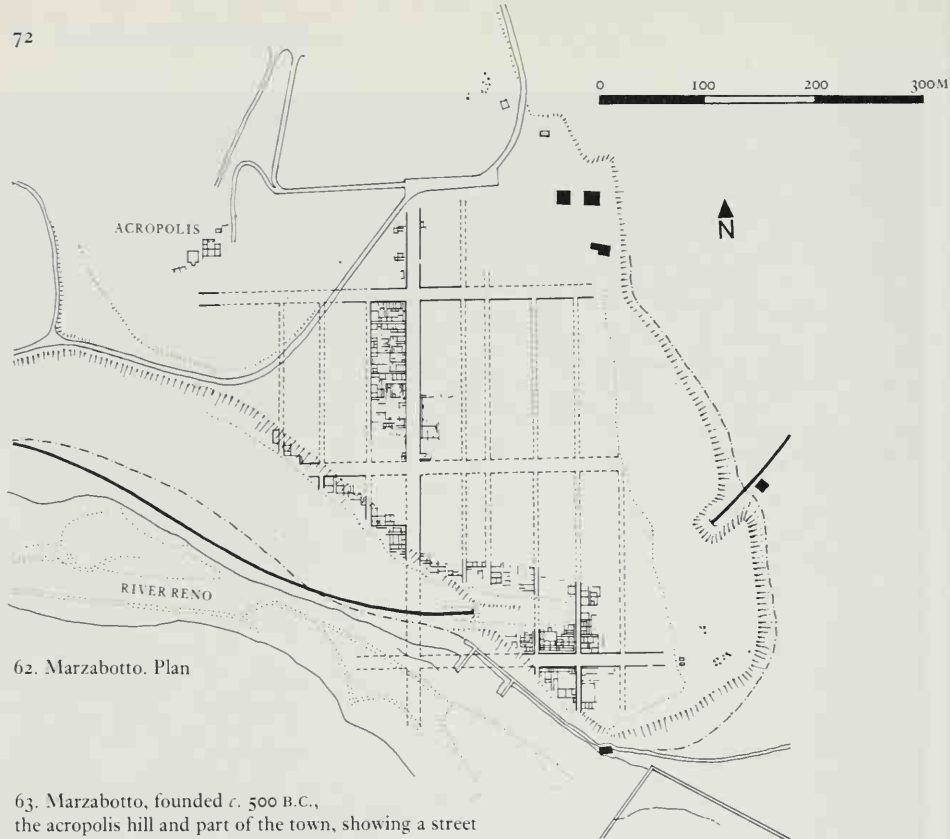 72
0 100 200 300M
N
ACROPOLIS
RIVER RENO
62. Marzabotto. Plan
63. Marzabotto, founded c. 500 B.C.,
the acropolis hill and part of the town, showing a street